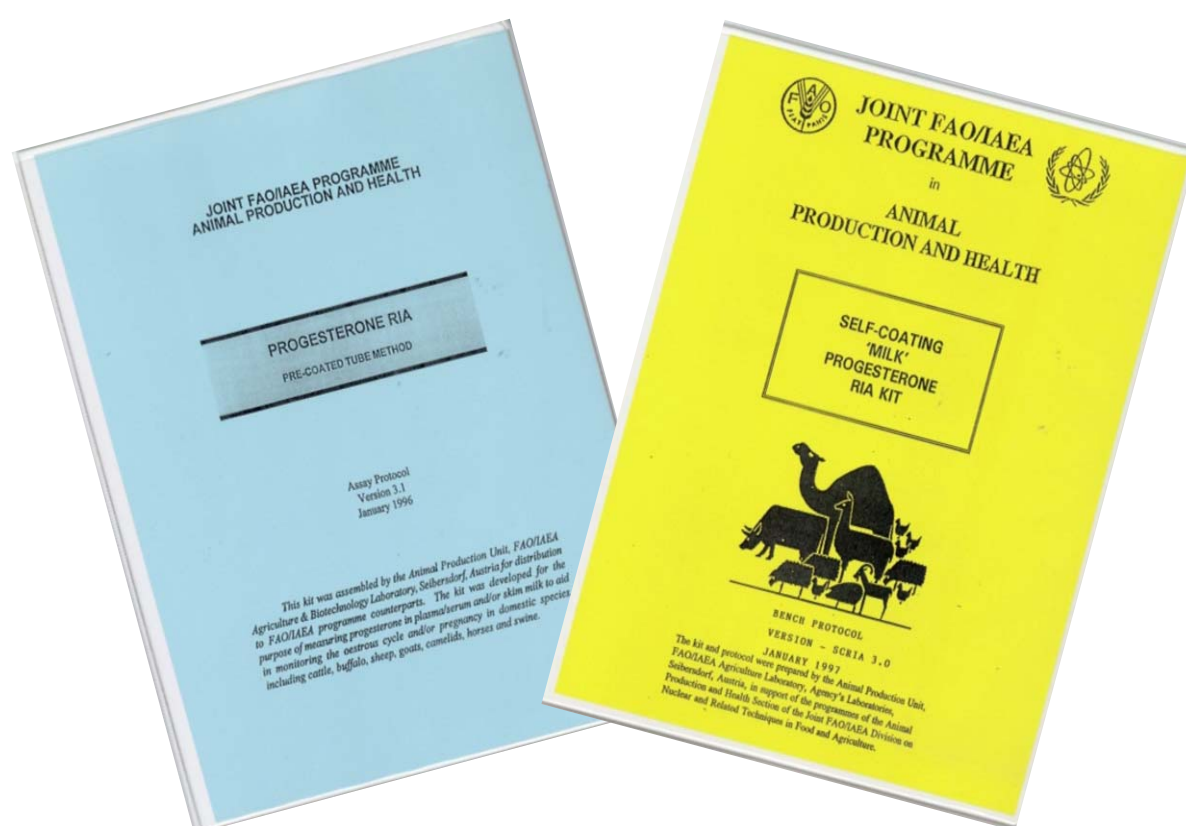 JOINT FAO/IAEA PROGRAMME
ANIMAL PRODUCTION AND HEALTH
PROGESTERONE RIA
PRE-COATED TUBE METHOD
Assay Protocol
Version 3.1
January 1996
This kit was assembled by the Animal Production Unit, FAO/IAEA
Agriculture & Biotechnology Laboratory, Seibersdorf, Austria for distribution
to FAO/IAEA programme counterparts. The kit was developed for the
purpose of measuring progesterone in plasma/serum and/or skim milk to aid
in monitoring the oestrous cycle and/or pregnancy in domestic species
including cattle, buffalo, sheep, goats, camelids, horses and swine.
F A O
FIAT PANIS
JOINT FAO/IAEA
PROGRAMME
in
ANIMAL
PRODUCTION AND HEALTH
SELF-COATING
'MILK'
PROGESTERONE
RIA KIT
BENCH PROTOCOL
VERSION - SCRIA 3.0
JANUARY 1997
The kit and protocol were prepared by the Animal Production Unit,
FAO/IAEA Agriculture Laboratory, Agency's Laboratories,
Seibersdorf, Austria, in support of the programmes of the Animal
Production and Health Section of the Joint FAO/IAEA Division on
Nuclear and Related Techniques in Food and Agriculture.